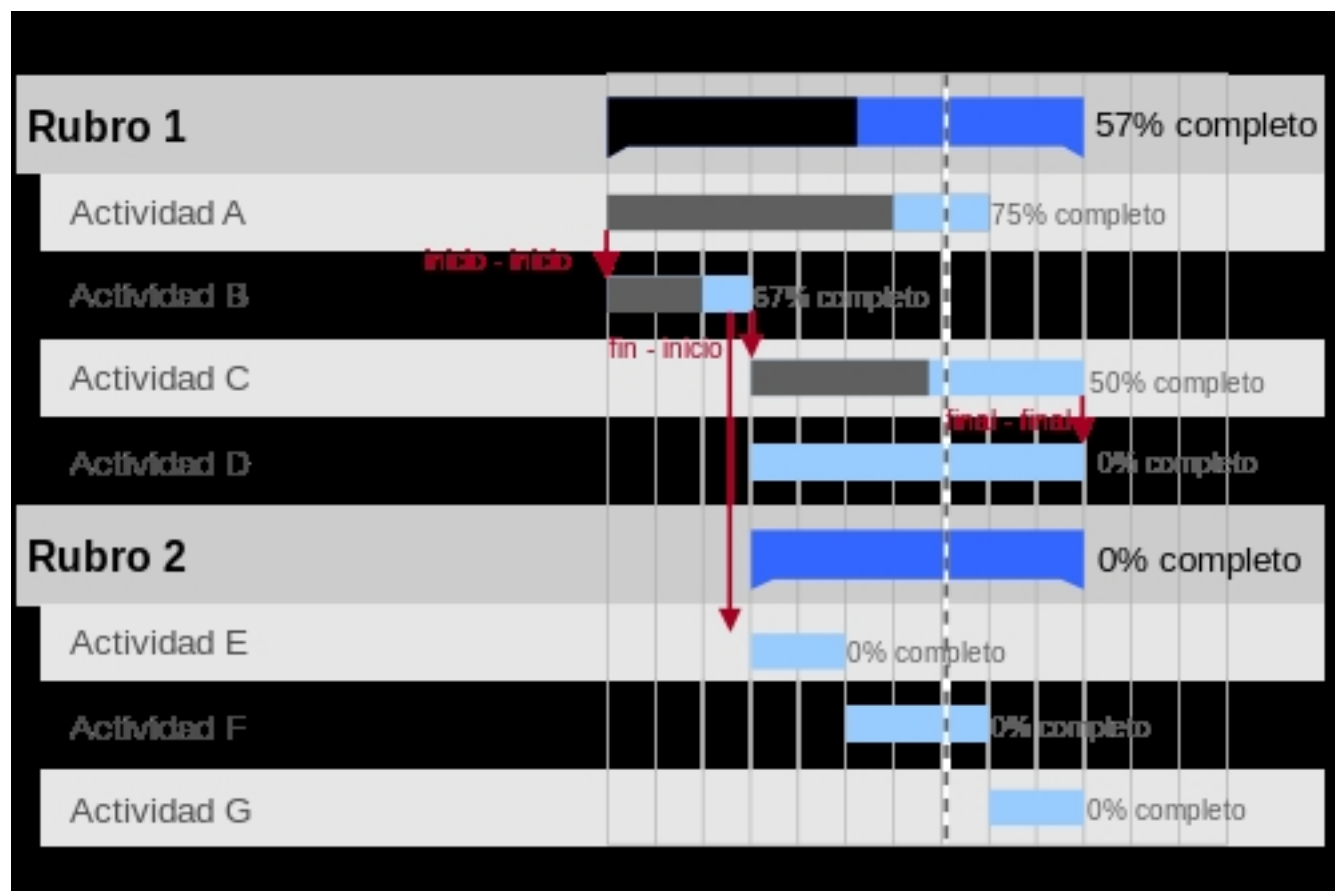 Rubro 1
57% completo
Actividad A
75% completo
inicio - inicio
Actividad B
67% completo
fin - inicio
Actividad C
50% completo
final - final
Actividad D
0% completo
Rubro 2
0% completo
Actividad E
0% completo
Actividad F
0% completo
Actividad G
0% completo